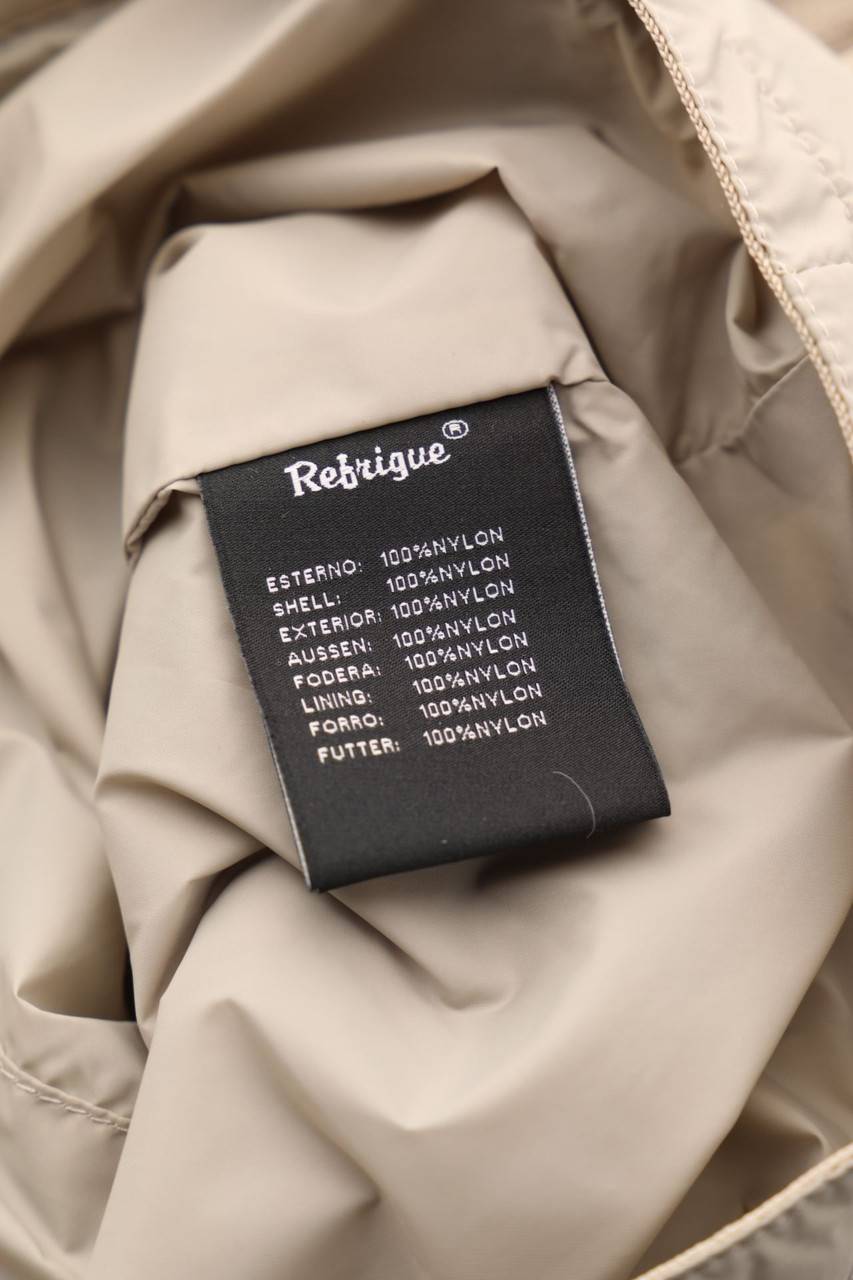 Refrigue®
ESTERNO: 100%NYLON
SHELL: 100%NYLON
EXTERIOR: 100%NYLON
AUSSEN: 100%NYLON
FODERA: 100%NYLON
LINING: 100%NYLON
FORRO: 100%NYLON
FUTTER: 100%NYLON